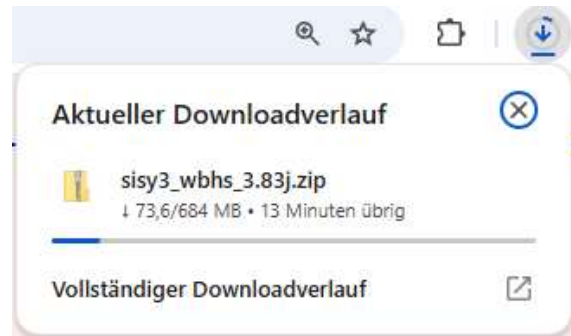 Aktueller Downloadverlauf
sisy3_wbhs_3.83j.zip
↓ 73,6/684 MB • 13 Minuten übrig
Vollständiger Downloadverlauf